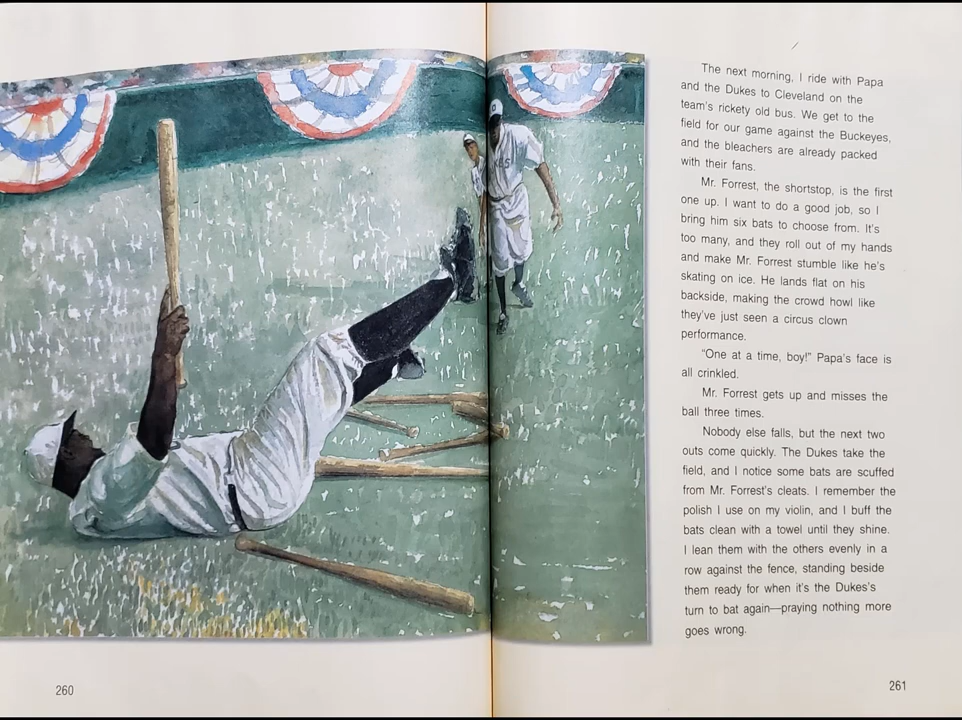 The next morning, I ride with Papa
and the Dukes to Cleveland on the
team's rickety old bus. We get to the
field for our game against the Buckeyes,
and the bleachers are already packed
with their fans.
Mr. Forrest, the shortstop, is the first
one up. I want to do a good job, so I
bring him six bats to choose from. It's
too many, and they roll out of my hands
and make Mr. Forrest stumble like he's
skating on ice. He lands flat on his
backside, making the crowd howl like
they've just seen a circus clown
performance.
"One at a time, boy!" Papa's face is
all crinkled.
Mr. Forrest gets up and misses the
ball three times.
Nobody else falls, but the next two
outs come quickly. The Dukes take the
field, and I notice some bats are scuffed
from Mr. Forrest's cleats. I remember the
polish I use on my violin, and I buff the
bats clean with a towel until they shine.
I lean them with the others evenly in a
row against the fence, standing beside
them ready for when it's the Dukes's
turn to bat again—praying nothing more
goes wrong.
260
261